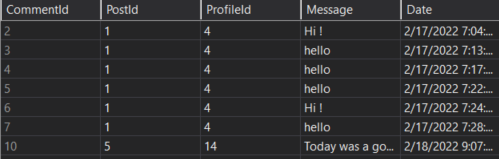 CommentId PostId ProfileId Message Date
2 1 4 Hi ! 2/17/2022 7:04:...
3 1 4 hello 2/17/2022 7:13:...
4 1 4 hello 2/17/2022 7:17:...
5 1 4 hello 2/17/2022 7:22:...
6 1 4 Hi ! 2/17/2022 7:24:...
7 1 4 hello 2/17/2022 7:28:...
10 5 14 Today was a go... 2/18/2022 9:07:...